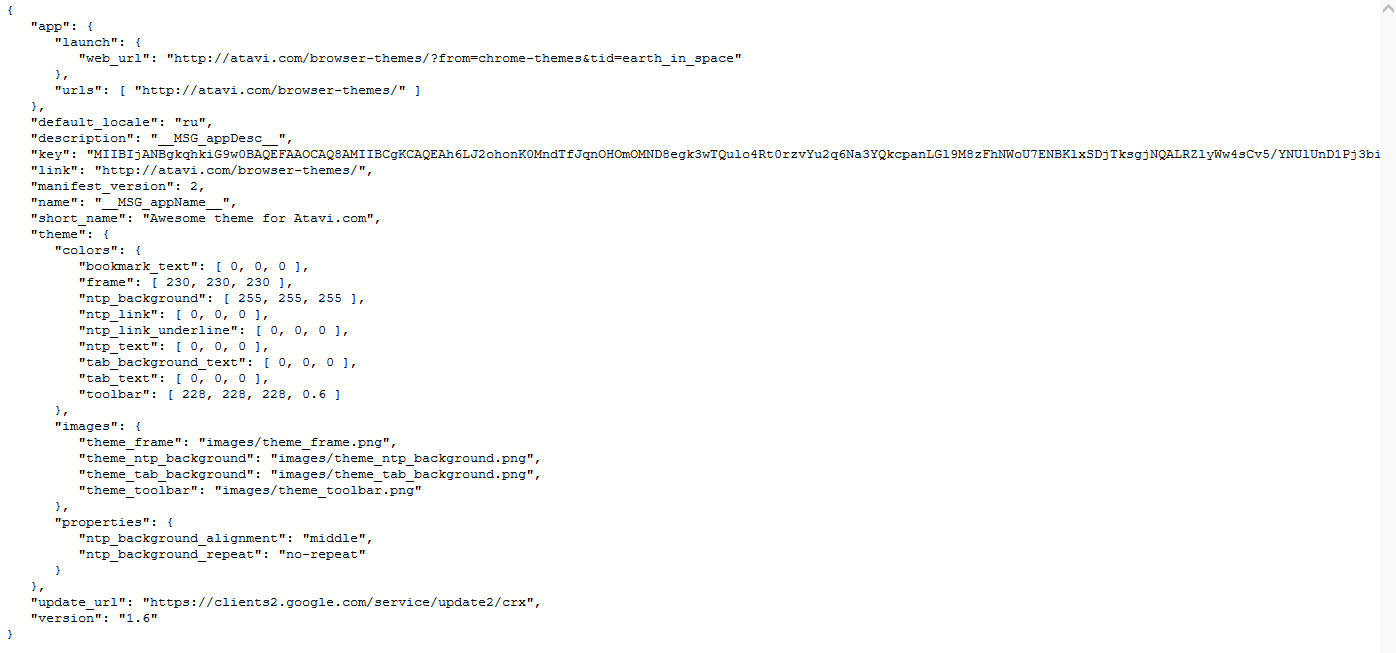 {
"app": {
"launch": {
"web_url": "http://atavi.com/browser-themes/?from=chrome-themes&tid=earth_in_space"
},
"urls": [ "http://atavi.com/browser-themes/" ]
},
"default_locale": "ru",
"description": "__MSG_appDesc__",
"key": "MIIBIjANBgkqhkiG9w0BAQEFAAOCAQ8AMIIBCgKCAQEAh6LJ2ohonK0MndTfJqnOHOmOMND8egk3wTQulo4Rt0rzvYu2q6Na3YQkcpanLGl9M8zFhNWoU7ENBKlxSDjTksgjNQALRZlyWw4sCv5/YNUlUnD1Pj3bi
"link": "http://atavi.com/browser-themes/",
"manifest_version": 2,
"name": "__MSG_appName__",
"short_name": "Awesome theme for Atavi.com",
"theme": {
"colors": {
"bookmark_text": [ 0, 0, 0 ],
"frame": [ 230, 230, 230 ],
"ntp_background": [ 255, 255, 255 ],
"ntp_link": [ 0, 0, 0 ],
"ntp_link_underline": [ 0, 0, 0 ],
"ntp_text": [ 0, 0, 0 ],
"tab_background_text": [ 0, 0, 0 ],
"tab_text": [ 0, 0, 0 ],
"toolbar": [ 228, 228, 228, 0.6 ]
},
"images": {
"theme_frame": "images/theme_frame.png",
"theme_ntp_background": "images/theme_ntp_background.png",
"theme_tab_background": "images/theme_tab_background.png",
"theme_toolbar": "images/theme_toolbar.png"
},
"properties": {
"ntp_background_alignment": "middle",
"ntp_background_repeat": "no-repeat"
}
},
"update_url": "https://clients2.google.com/service/update2/crx",
"version": "1.6"
}